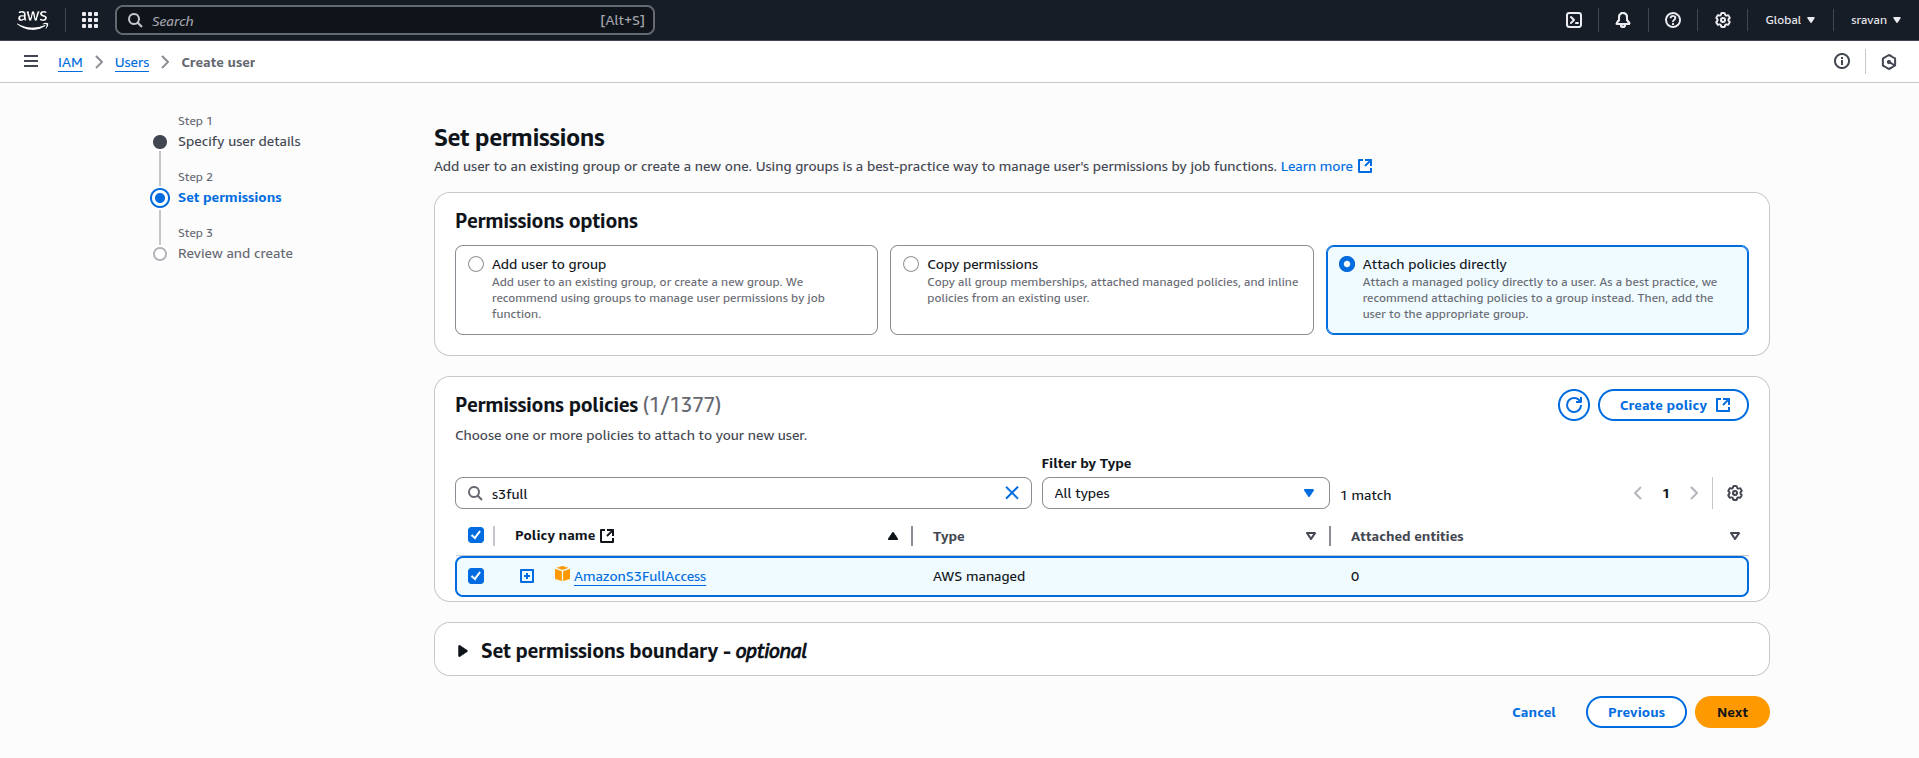 aws
Search [Alt+S]
Global
sravan
IAM
Users
Create user
Step 1
Specify user details
Step 2
Set permissions
Step 3
Review and create
Set permissions
Add user to an existing group or create a new one. Using groups is a best-practice way to manage user's permissions by job functions. Learn more
Permissions options
Add user to group
Add user to an existing group, or create a new group. We
recommend using groups to manage user permissions by job
function.
Copy permissions
Copy all group memberships, attached managed policies, and inline
policies from an existing user.
Attach policies directly
Attach a managed policy directly to a user. As a best practice, we
recommend attaching policies to a group instead. Then, add the
user to the appropriate group.
Permissions policies (1/1377)
Create policy
Choose one or more policies to attach to your new user.
Filter by Type
s3full
All types
1 match
1
Policy name
Type
Attached entities
AmazonS3FullAccess
AWS managed
0
Set permissions boundary - optional
Cancel
Previous
Next